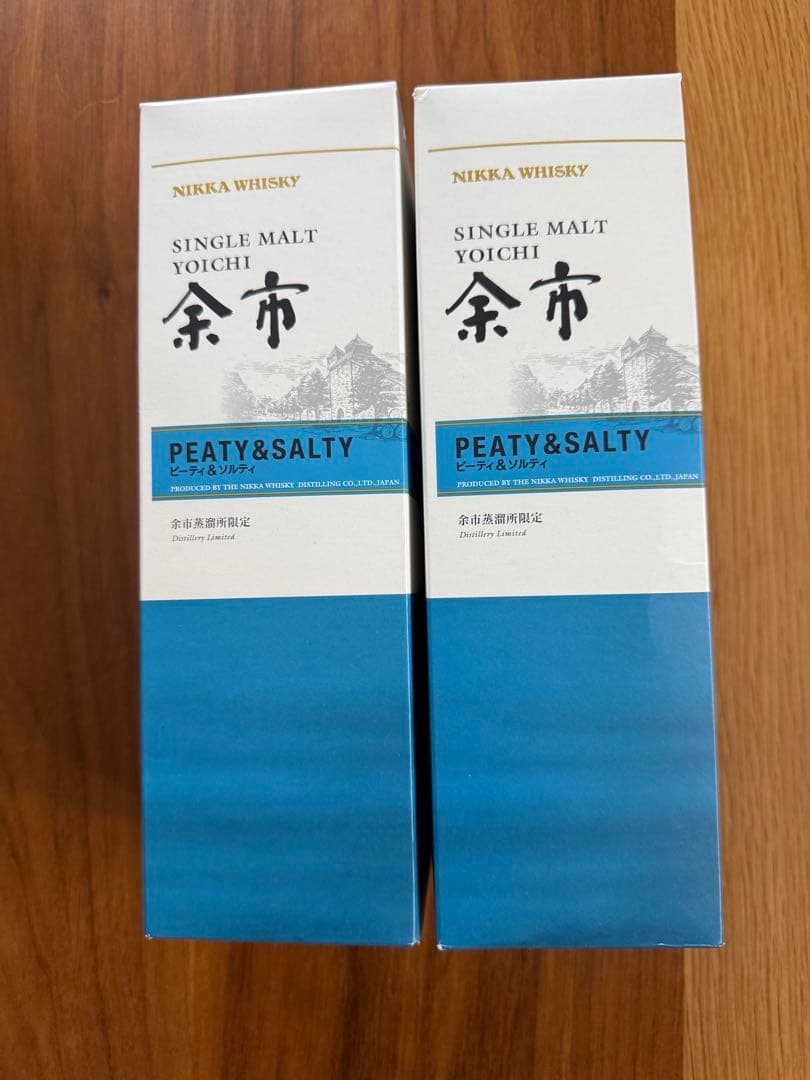 NIKKA WHISKY
SINGLE MALT
YOICHI
余市
PEATY&SALTY
ピーティ&ソルティ
PRODUCED BY THE NIKKA WHISKY DISTILLING CO.,LTD.,JAPAN
余市蒸溜所限定
Distillery Limited
NIKKA WHISKY
SINGLE MALT
YOICHI
余市
PEATY&SALTY
ピーティ&ソルティ
PRODUCED BY THE NIKKA WHISKY DISTILLING CO.,LTD.,JAPAN
余市蒸溜所限定
Distillery Limited